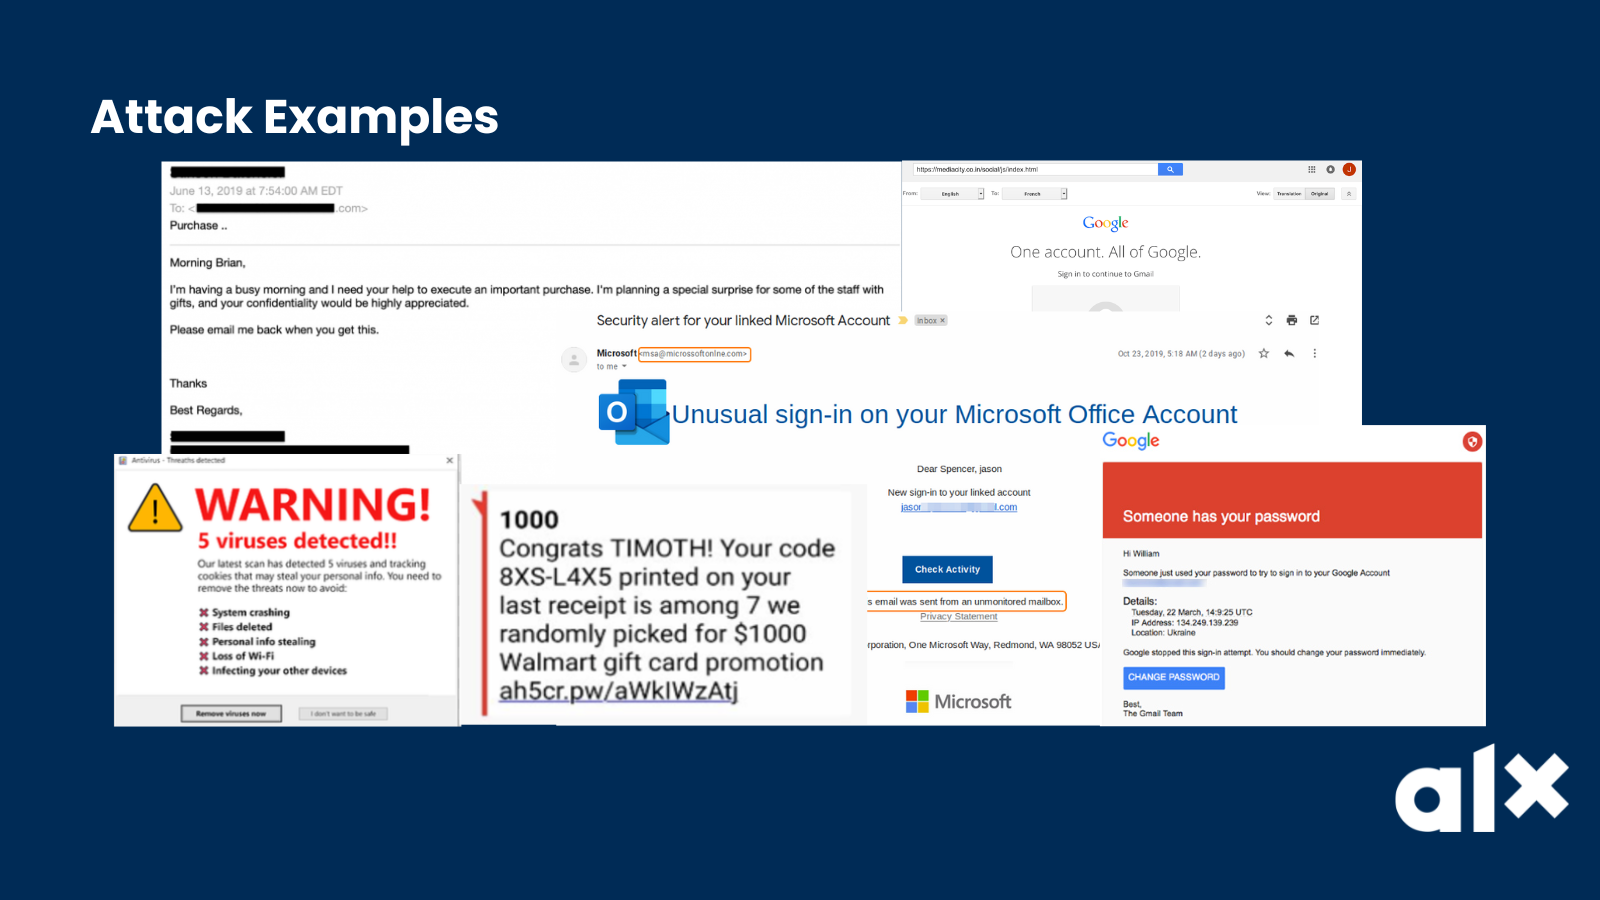 Attack Examples
June 13, 2019 at 7:54:00 AM EDT
To: < .com>
Purchase ..
Morning Brian,
I'm having a busy morning and I need your help to execute an important purchase. I'm planning a special surprise for some of the staff with
gifts, and your confidentiality would be highly appreciated.
Please email me back when you get this.
Thanks
Best Regards,
https://mediacity.co.in/social/js/index.html
J
From: English To: French View: Translation Original
Google
One account. All of Google.
Sign in to continue to Gmail
Security alert for your linked Microsoft Account Inbox x
Microsoft <msa@microssoftonlne.com> Oct 23, 2019, 5:18 AM (2 days ago)
to me
O Unusual sign-in on your Microsoft Office Account
Dear Spencer, jason
New sign-in to your linked account
jason l.com
Check Activity
s email was sent from an unmonitored mailbox.
Privacy Statement
rporation, One Microsoft Way, Redmond, WA 98052 USA
Microsoft
Antivirus - Threaths detected
WARNING!
5 viruses detected!!
Our latest scan has detected 5 viruses and tracking
cookies that may steal your personal info. You need to
remove the threats now to avoid:
System crashing
Files deleted
Personal info stealing
Loss of Wi-Fi
Infecting your other devices
Remove viruses now I don't want to be safe
1000
Congrats TIMOTH! Your code
8XS-L4X5 printed on your
last receipt is among 7 we
randomly picked for $1000
Walmart gift card promotion
ah5cr.pw/aWkIWzAtj
Google
Someone has your password
Hi William
Someone just used your password to try to sign in to your Google Account
Details:
Tuesday, 22 March, 14:9:25 UTC
IP Address: 134.249.139.239
Location: Ukraine
Google stopped this sign-in attempt. You should change your password immediately.
CHANGE PASSWORD
Best,
The Gmail Team
alx